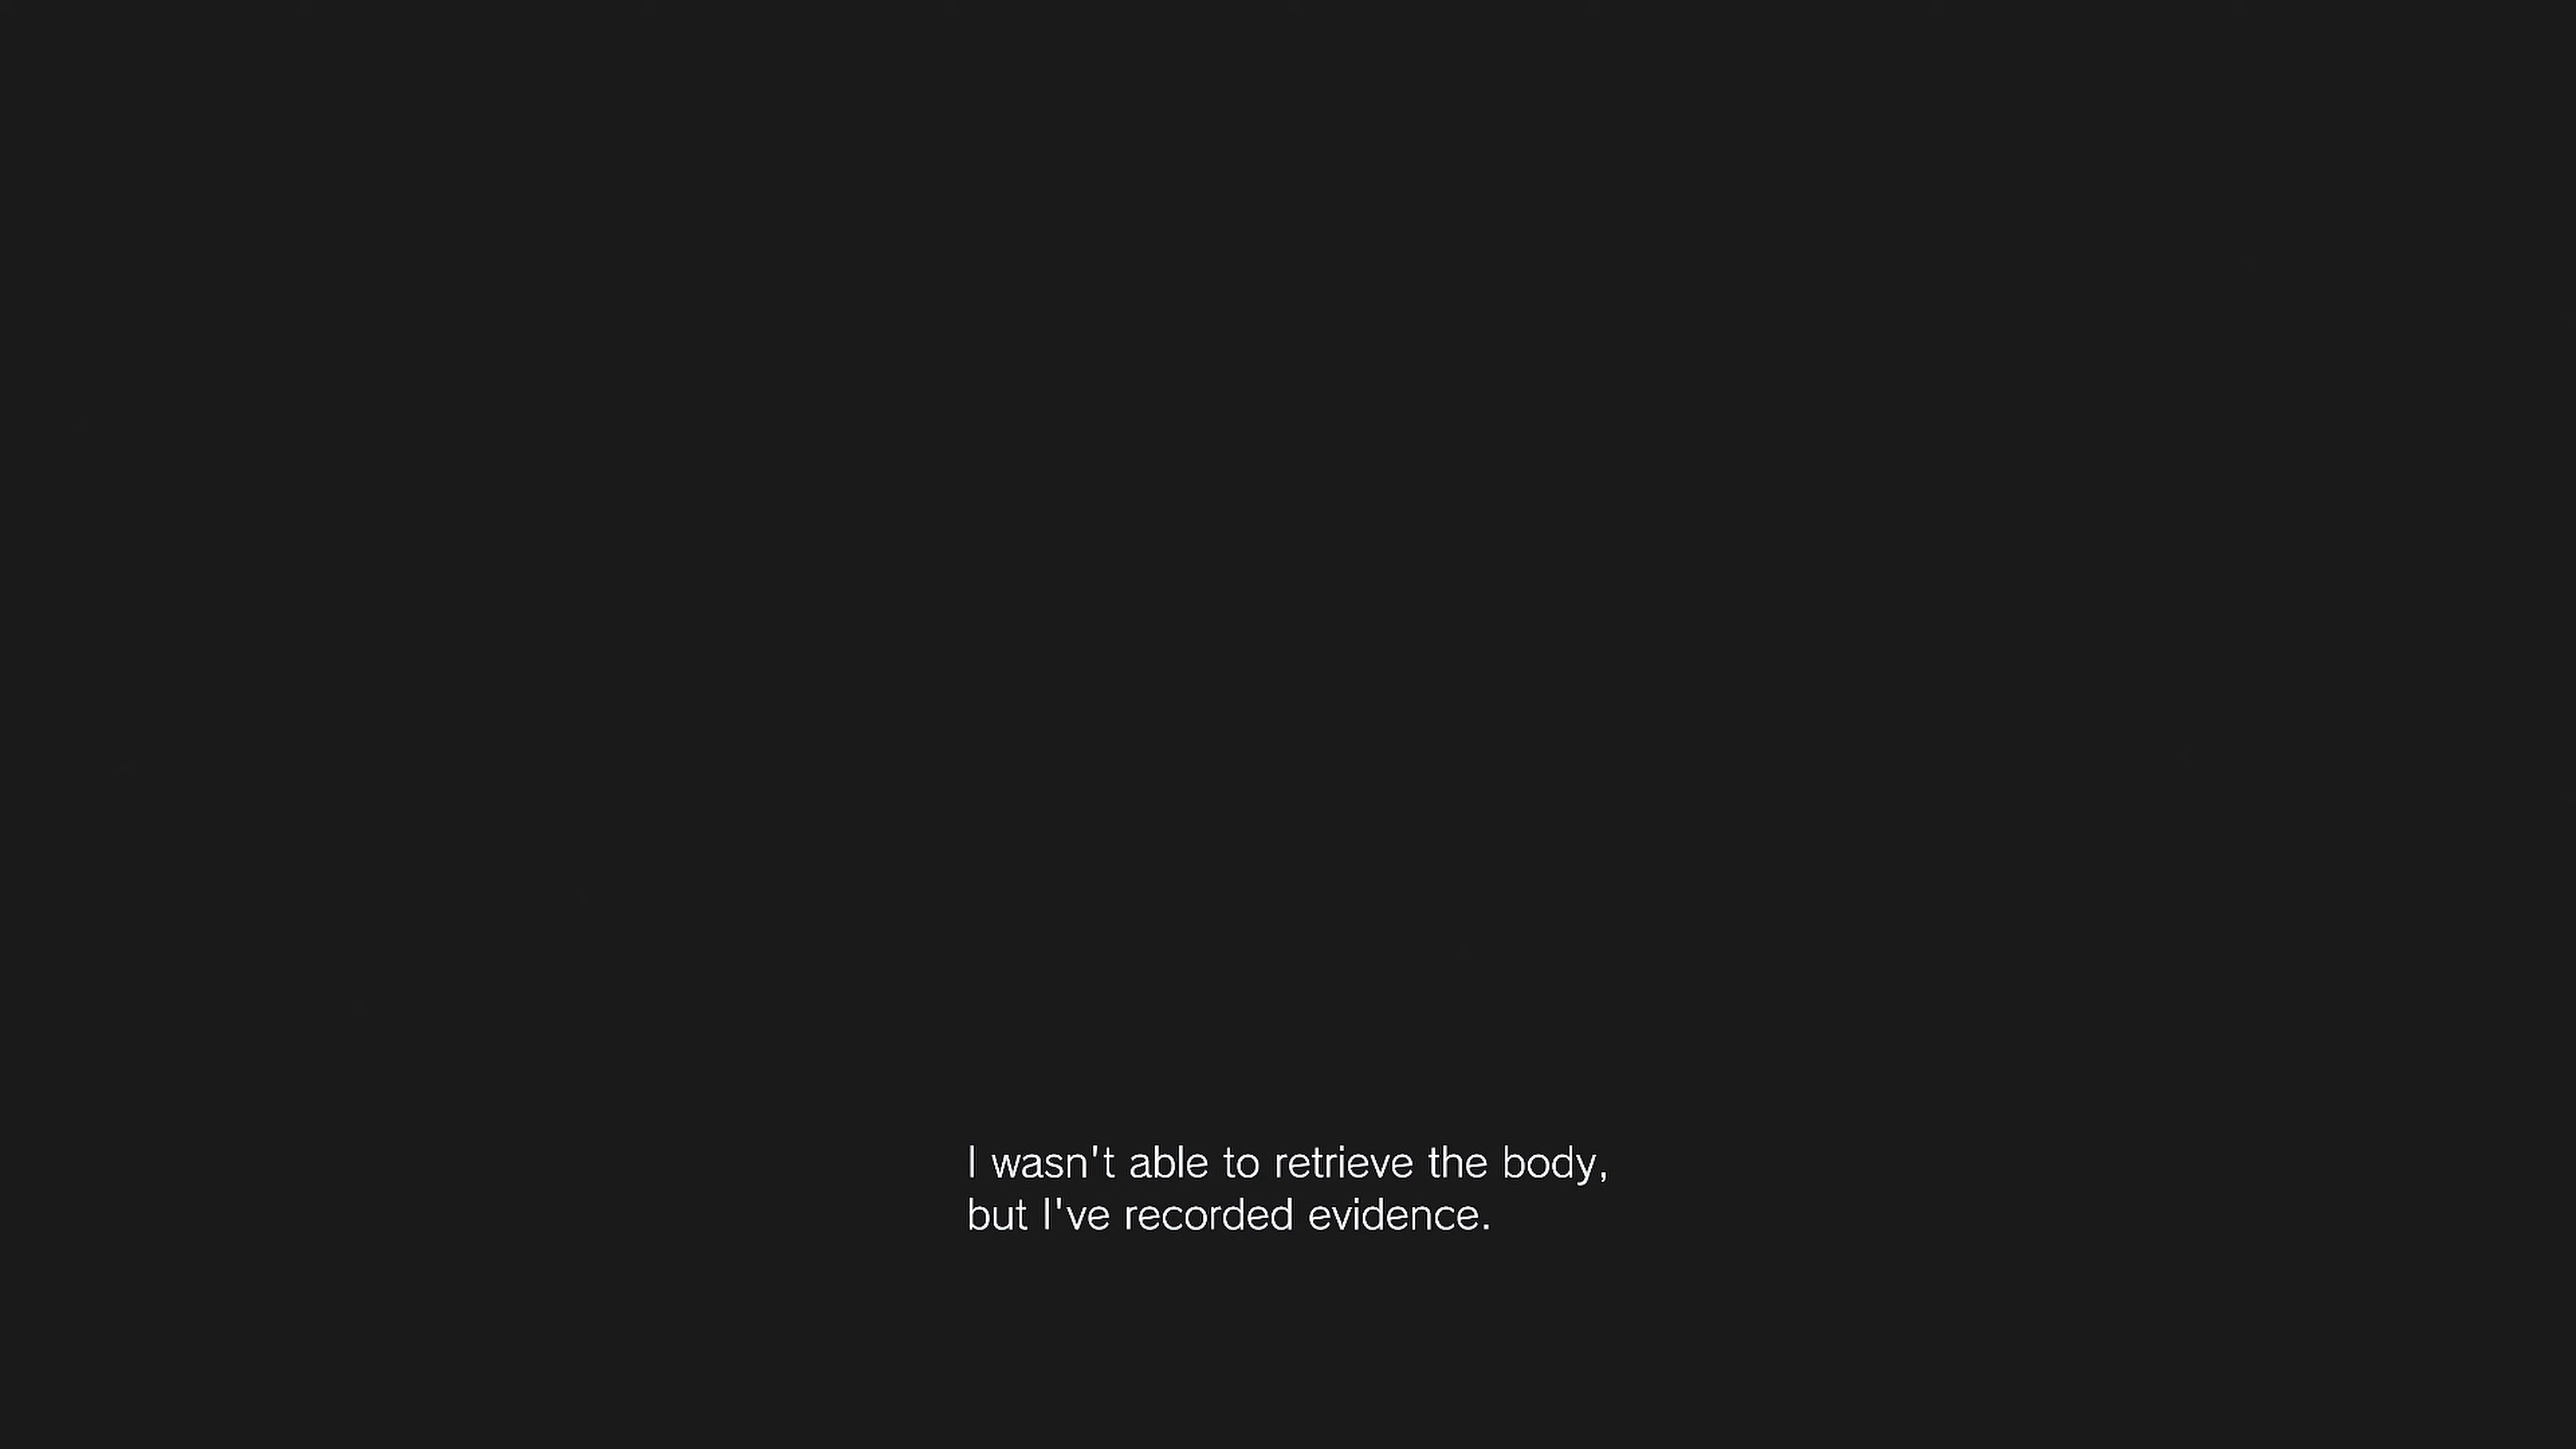 I wasn't able to retrieve the body,
but I've recorded evidence.